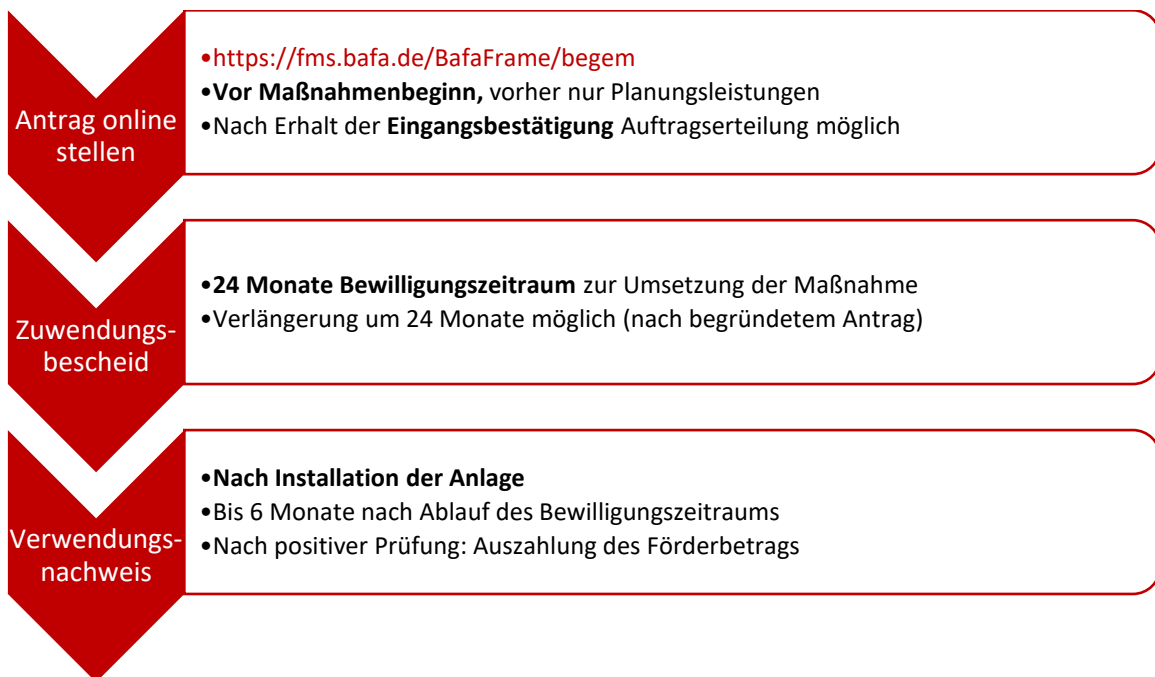 Antrag online
stellen
•https://fms.bafa.de/BafaFrame/begem
•Vor Maßnahmenbeginn, vorher nur Planungsleistungen
•Nach Erhalt der Eingangsbestätigung Auftragserteilung möglich
Zuwendungs-
bescheid
•24 Monate Bewilligungszeitraum zur Umsetzung der Maßnahme
•Verlängerung um 24 Monate möglich (nach begründetem Antrag)
Verwendungs-
nachweis
•Nach Installation der Anlage
•Bis 6 Monate nach Ablauf des Bewilligungszeitraums
•Nach positiver Prüfung: Auszahlung des Förderbetrags